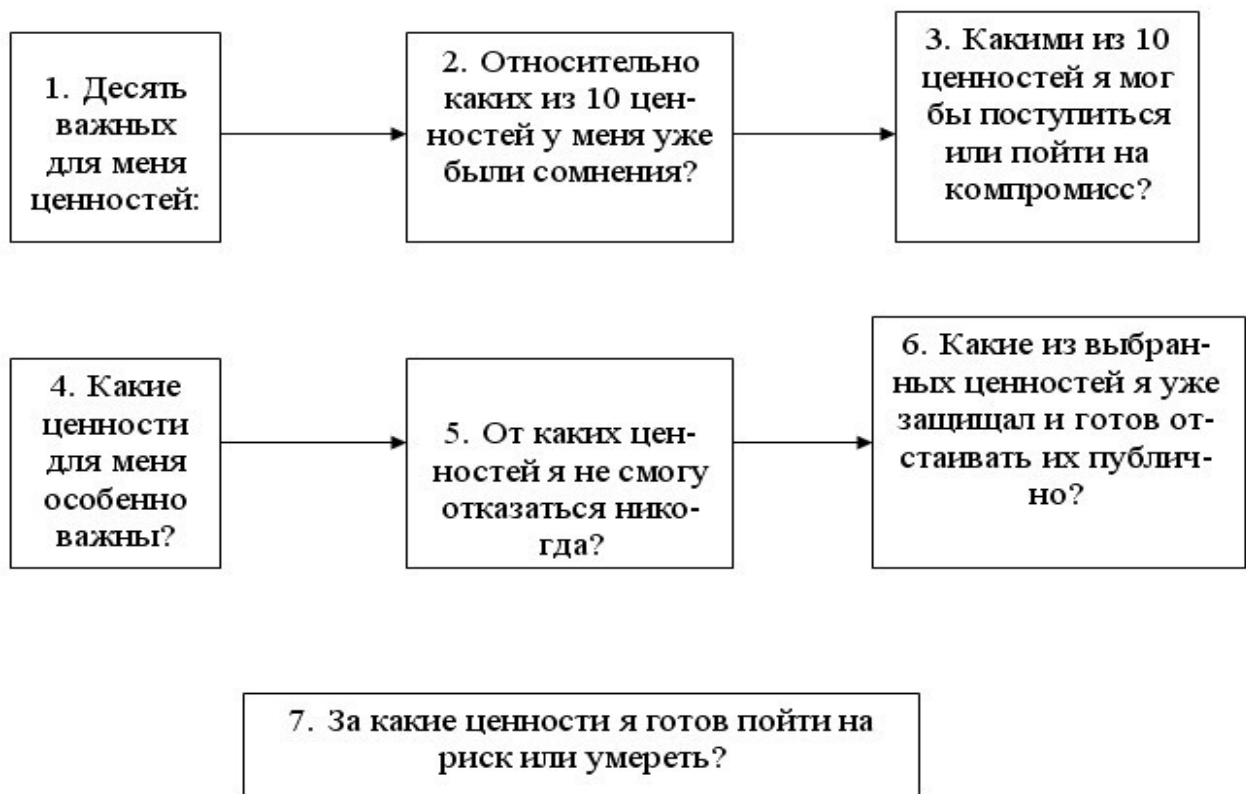 1. Десять
важных
для меня
ценностей:
2. Относительно
каких из 10 цен-
ностей у меня уже
были сомнения?
3. Какими из 10
ценностей я мог
бы поступиться
или пойти на
компромисс?
4. Какие
ценности
для меня
особенно
важны?
5. От каких цен-
ностей я не смогу
отказаться нико-
гда?
6. Какие из выбран-
ных ценностей я уже
защищал и готов от-
стаивать их публич-
но?
7. За какие ценности я готов пойти на
риск или умереть?